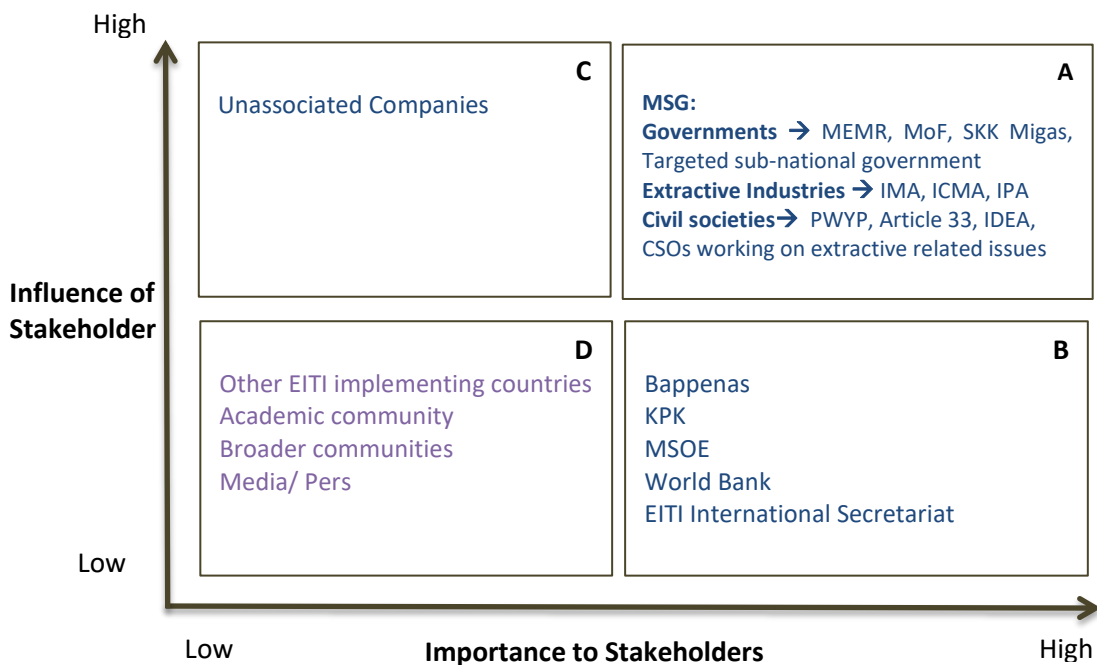 High
C
Unassociated Companies
A
MSG:
Governments → MEMR, MoF, SKK Migas,
Targeted sub-national government
Extractive Industries → IMA, ICMA, IPA
Civil societies→ PWYP, Article 33, IDEA,
CSOs working on extractive related issues
Influence of
Stakeholder
D
Other EITI implementing countries
Academic community
Broader communities
Media/ Pers
B
Bappenas
KPK
MSOE
World Bank
EITI International Secretariat
Low
Low
Importance to Stakeholders
High